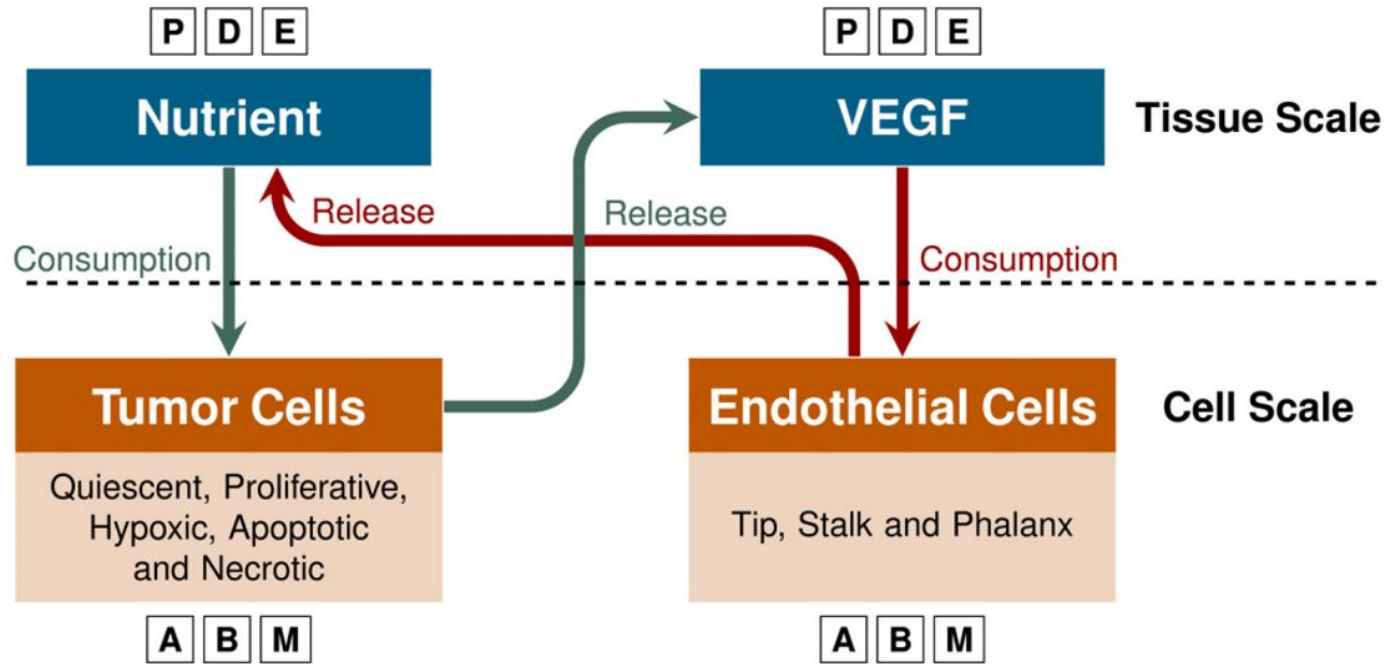 P D E
P D E
Nutrient
VEGF
Tissue Scale
Release
Release
Consumption
Consumption
Tumor Cells
Endothelial Cells
Cell Scale
Quiescent, Proliferative,
Hypoxic, Apoptotic
and Necrotic
Tip, Stalk and Phalanx
A B M
A B M